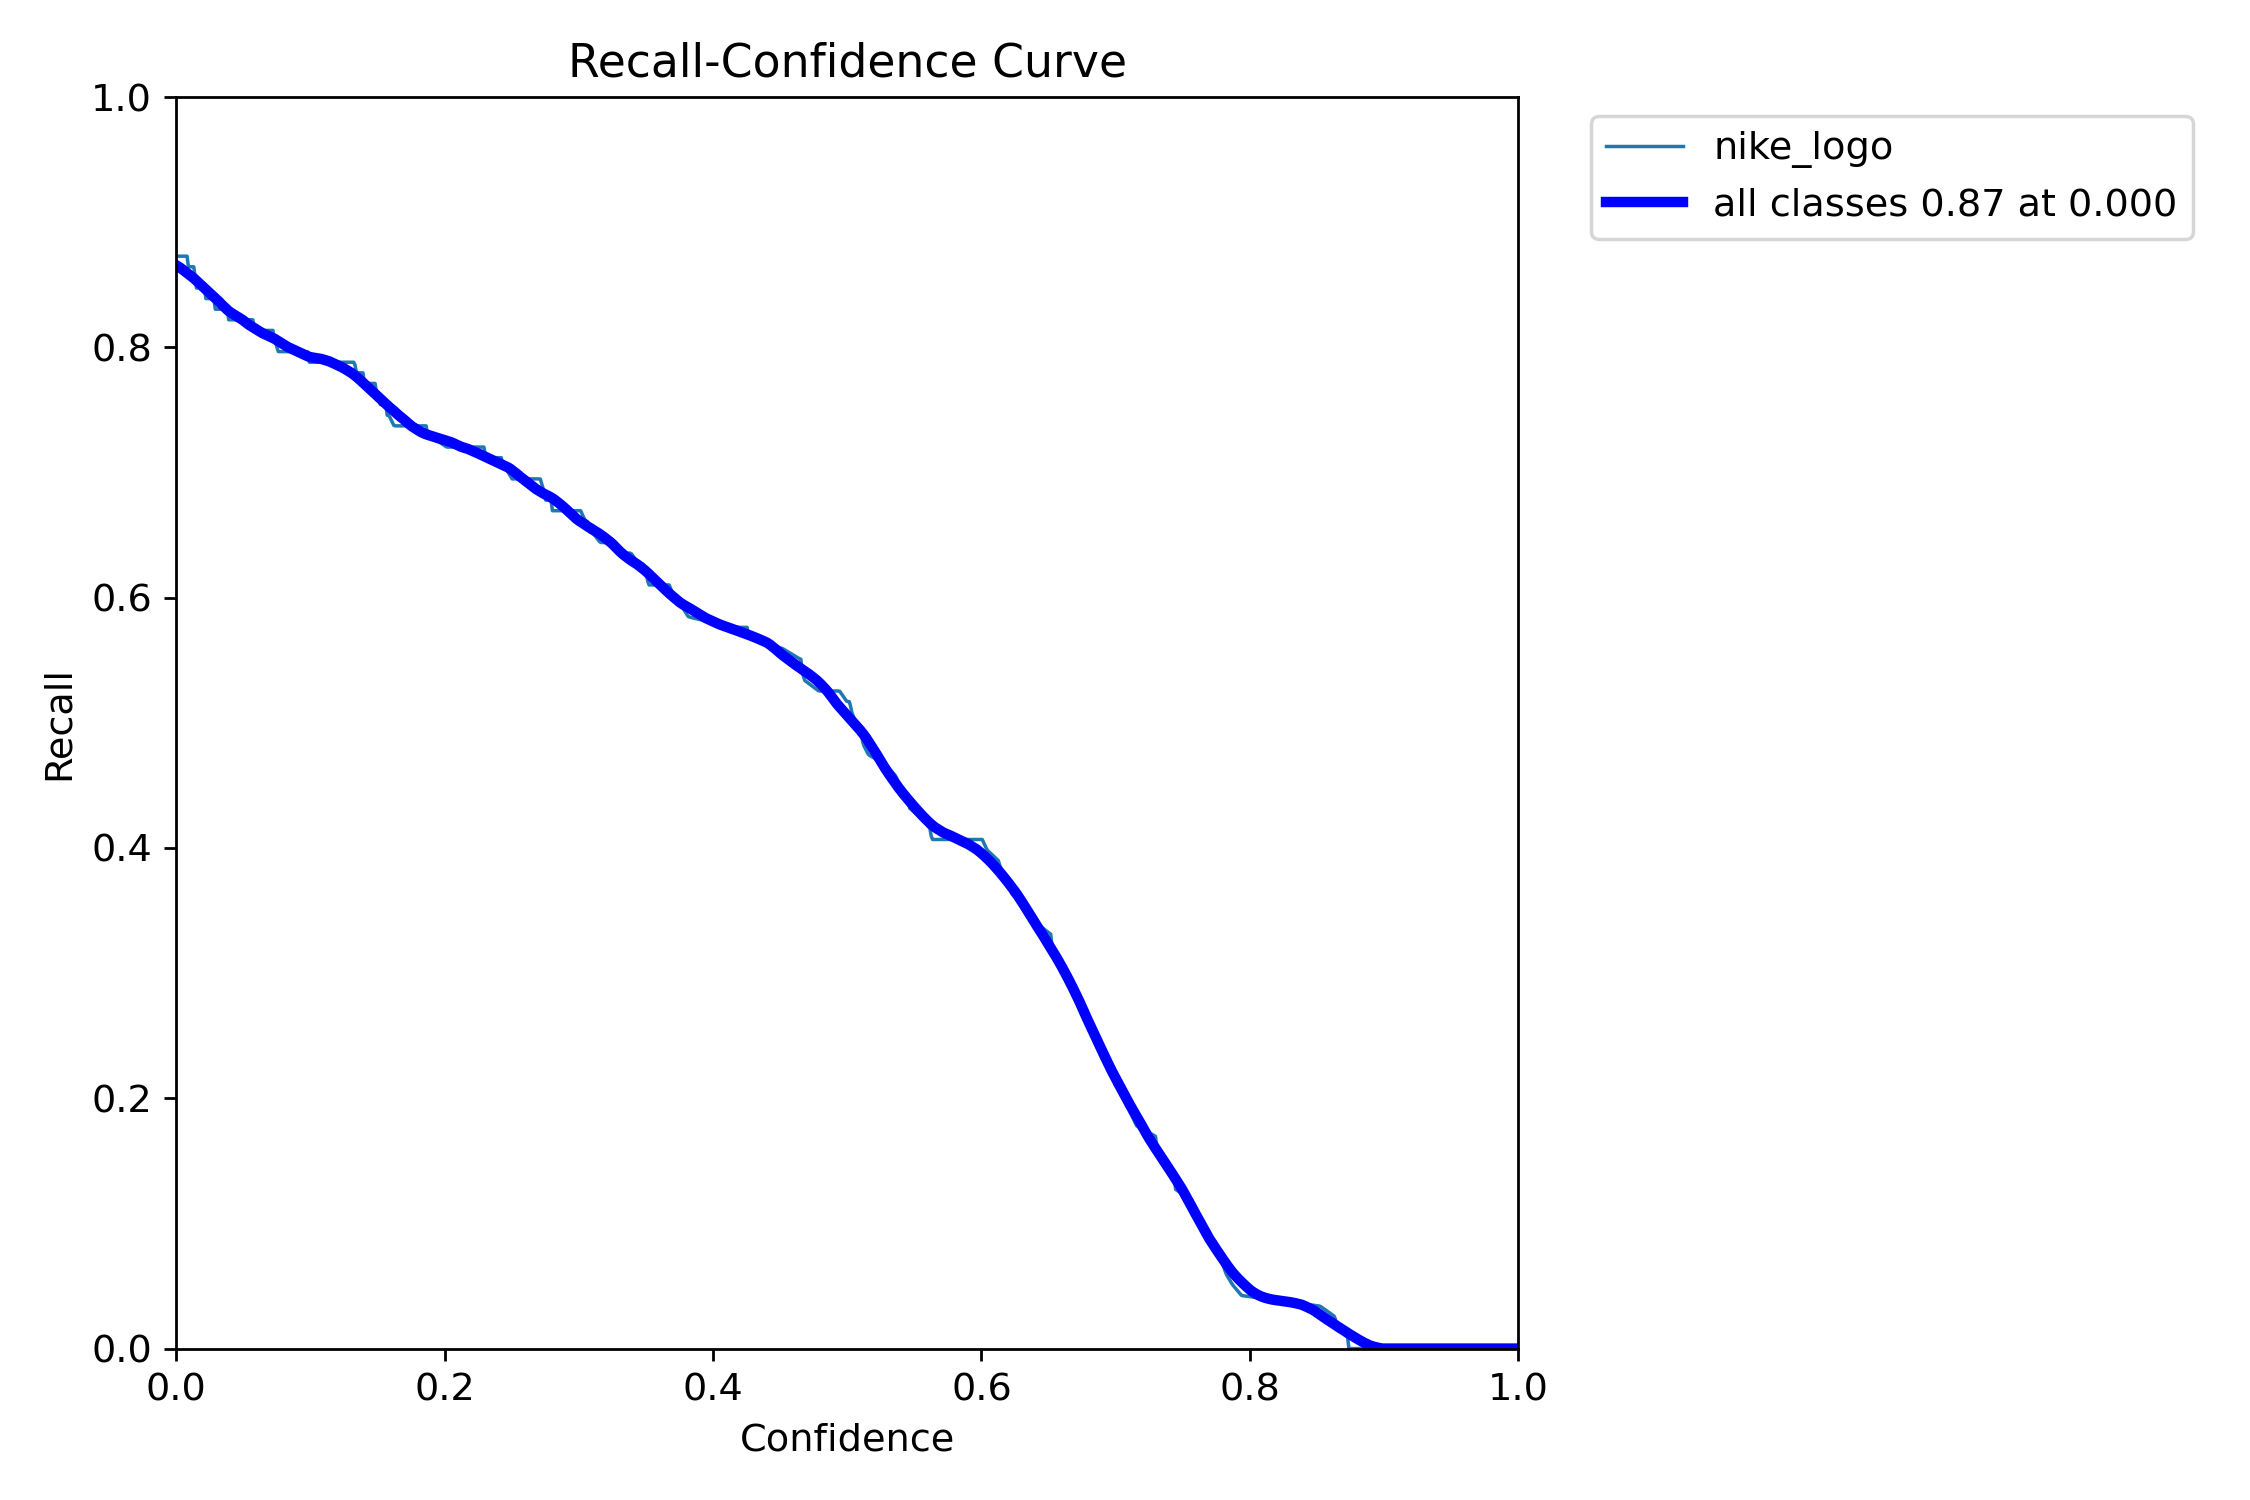 Recall-Confidence Curve
nike_logo
all classes 0.87 at 0.000
1.0
0.8
0.6
0.4
0.2
0.0
Recall
0.0 0.2 0.4 0.6 0.8 1.0
Confidence